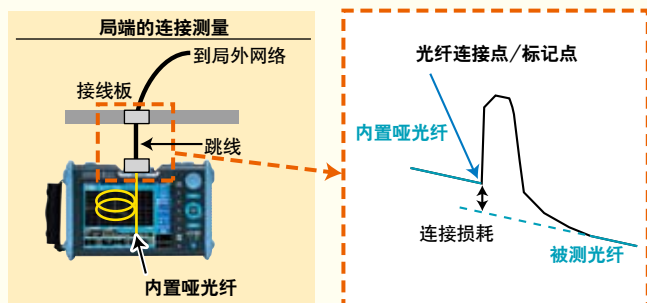 局端的连接测量
到局外网络
接线板
跳线
内置哑光纤
光纤连接点/标记点
内置哑光纤
连接损耗
被测光纤